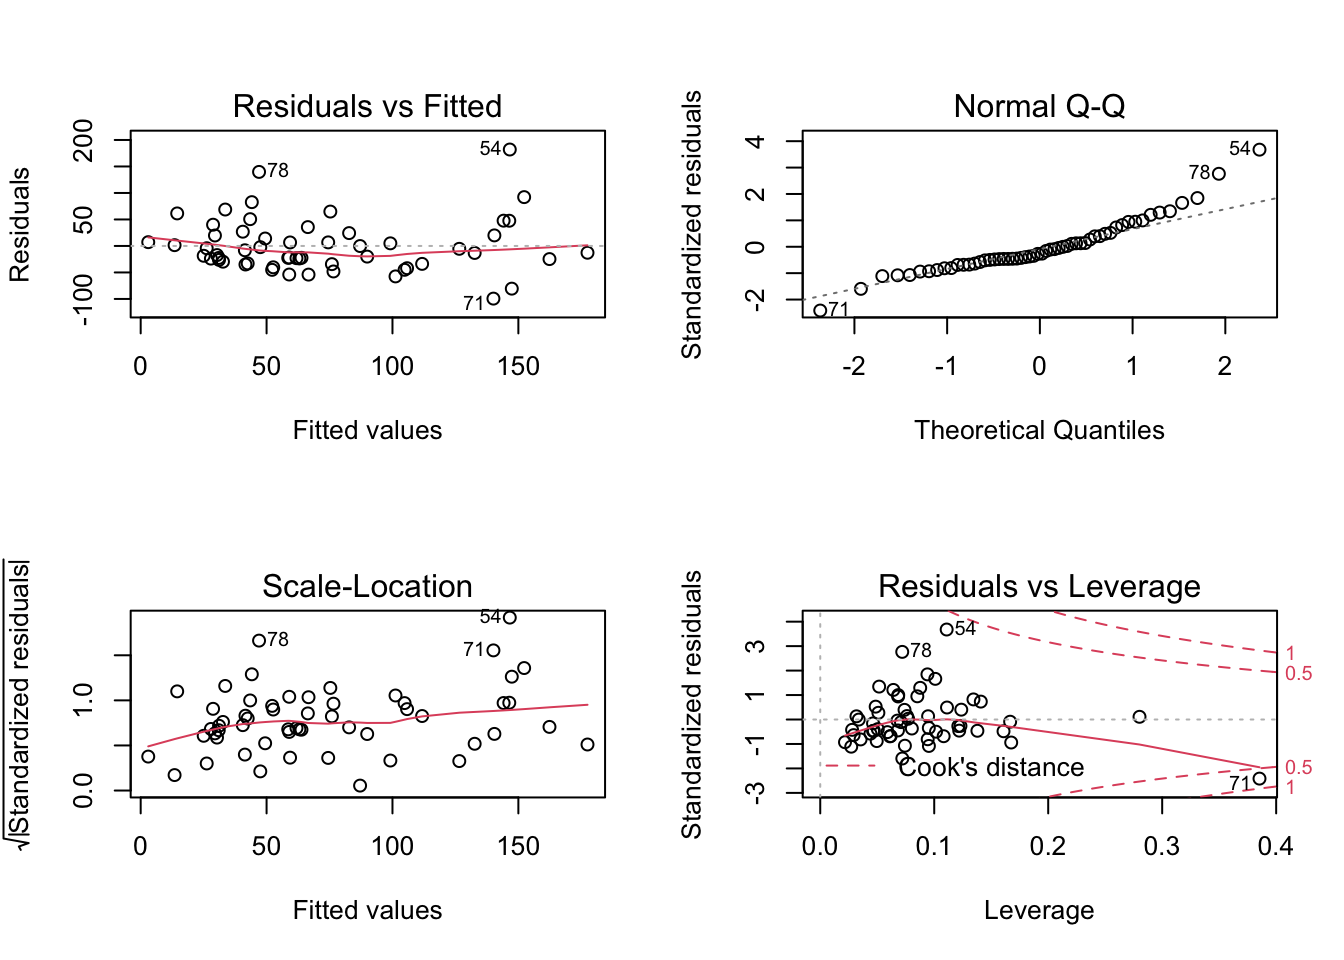 Residuals vs Fitted
Residuals
200
50
-100
54
78
71
0 50 100 150
Fitted values
Normal Q-Q
Standardized residuals
4
2
0
-2
54
78
71
-2 -1 0 1 2
Theoretical Quantiles
Scale-Location
√|Standardized residuals|
1.0
0.0
54
78
71
0 50 100 150
Fitted values
Residuals vs Leverage
Standardized residuals
3
1
-1
-3
54
78
71
1
0.5
0.5
1
Cook's distance
0.0 0.1 0.2 0.3 0.4
Leverage